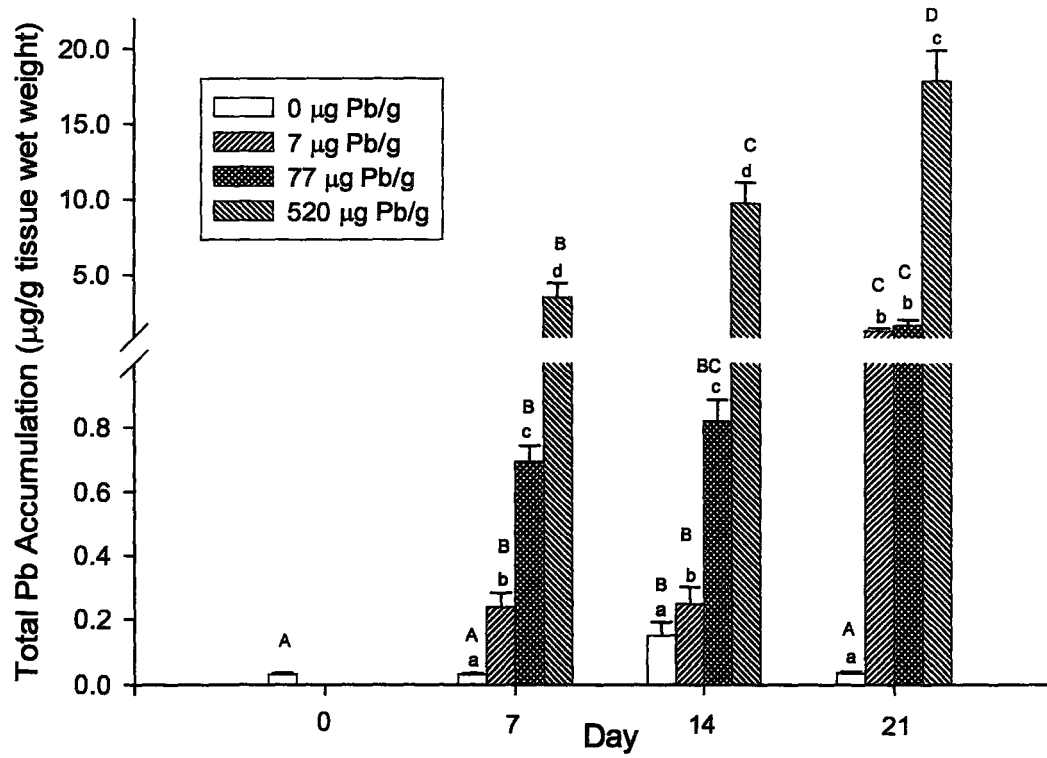 Total Pb Accumulation (µg/g tissue wet weight)
20.0
15.0
10.0
5.0
0.8
0.6
0.4
0.2
0.0
0 µg Pb/g
7 µg Pb/g
77 µg Pb/g
520 µg Pb/g
A
A
a
B
b
B
c
B
d
B
a
B
b
BC
c
C
d
A
a
C
b
C
b
D
c
0
7
14
21
Day